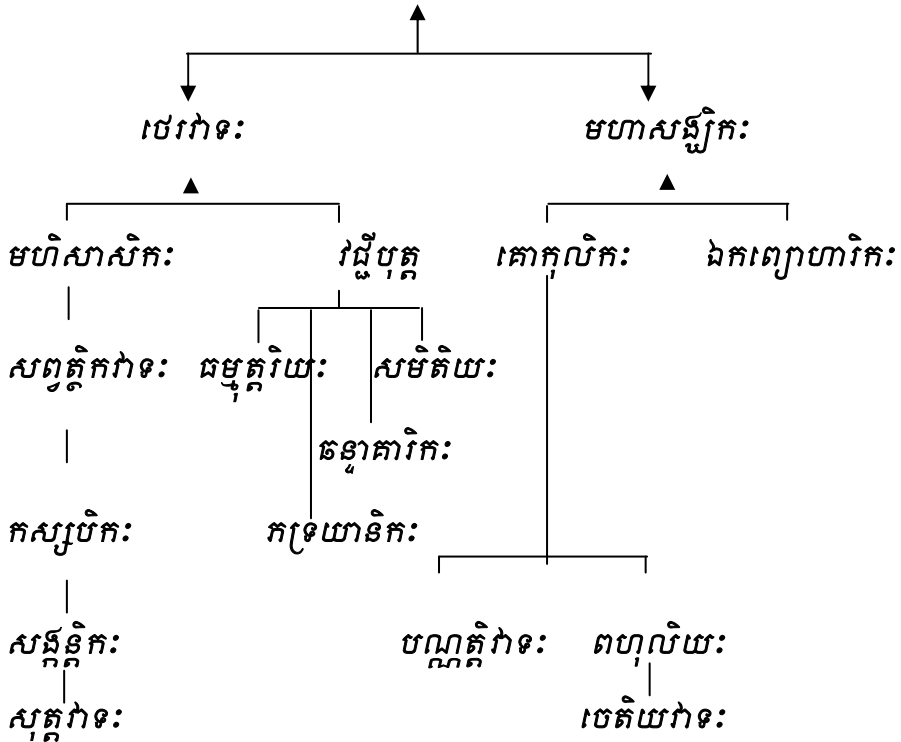 ថេរវាទៈ មហាសង្ឃិកៈ
មហិសាសិកៈ វជ្ជីបុត្ត គោកុលិកៈ ឯកព្យោហារិកៈ
សព្វត្ថិកវាទៈ ធម្មុត្តរិយៈ សមិតិយៈ
ឆន្ទាគារិកៈ
កស្សបិកៈ ភទ្រយានិកៈ
សង្កន្តិកៈ បណ្ណត្តិវាទៈ ពហុលិយៈ
សុត្តវាទៈ ចេតិយវាទៈ